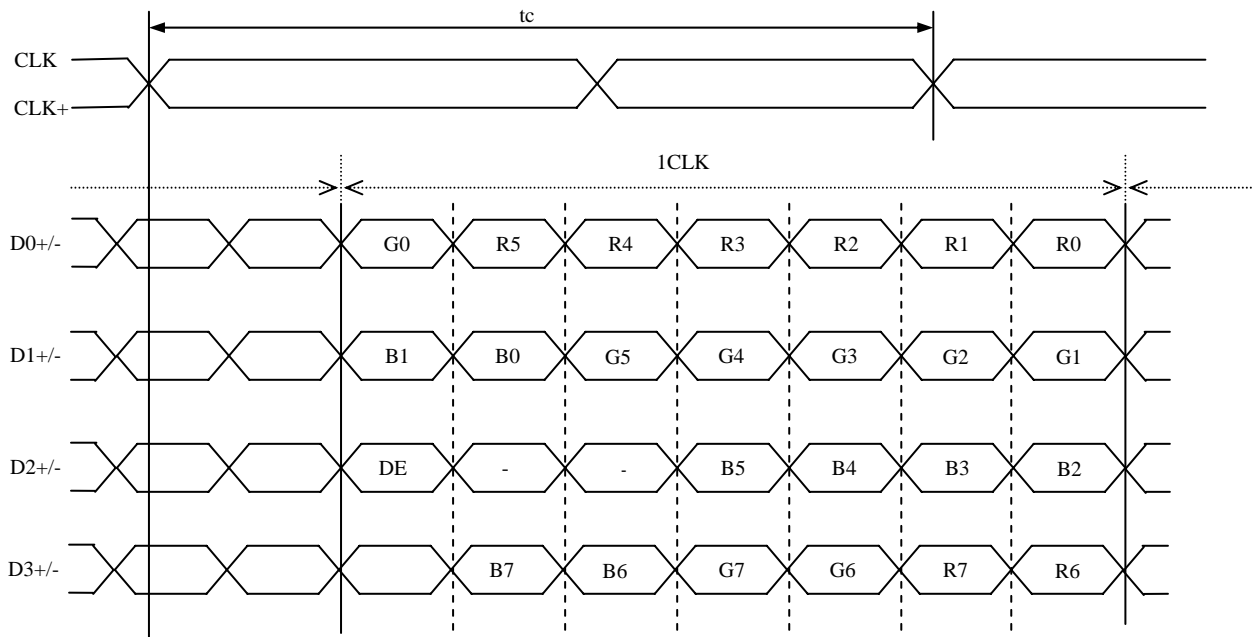 tc
CLK
CLK+
1CLK
D0+/- G0 R5 R4 R3 R2 R1 R0
D1+/- B1 B0 G5 G4 G3 G2 G1
D2+/- DE - - B5 B4 B3 B2
D3+/- B7 B6 G7 G6 R7 R6